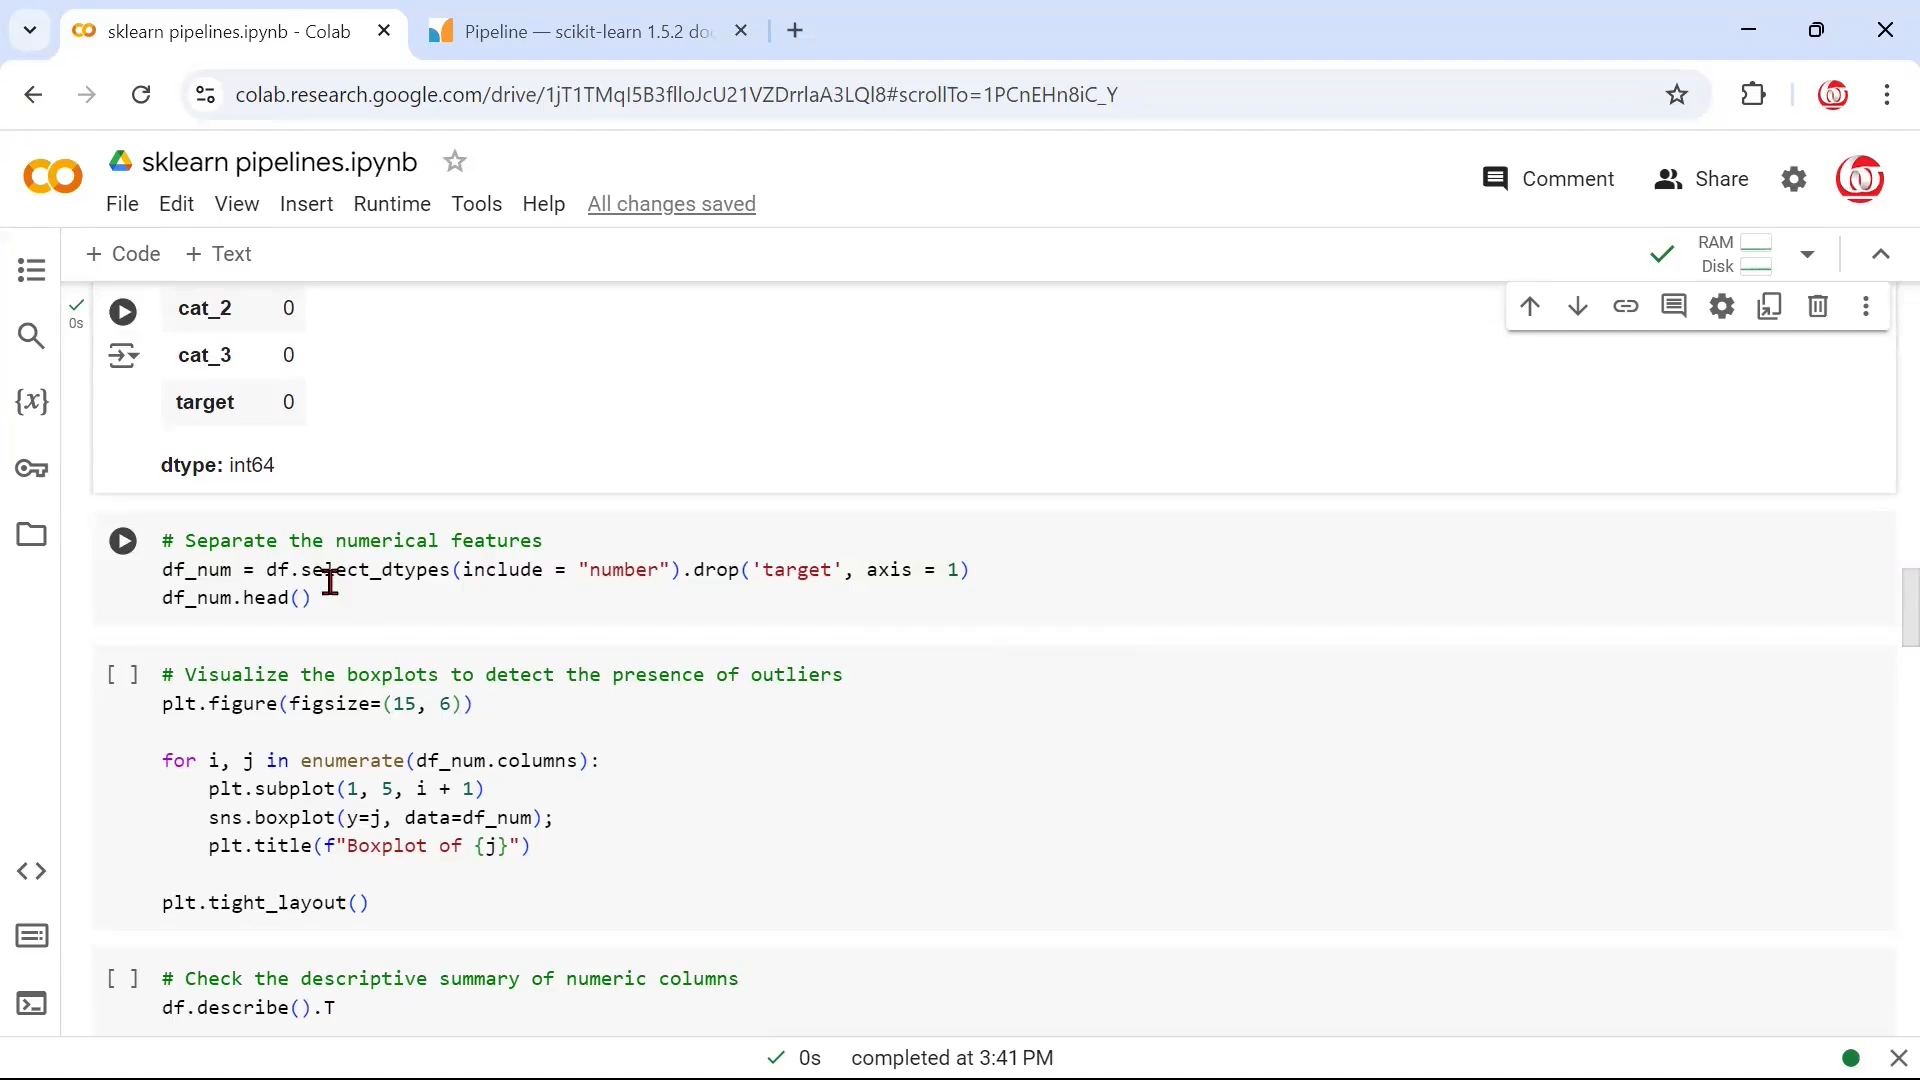 sklearn pipelines.ipynb - Colab
Pipeline — scikit-learn 1.5.2 do
colab.research.google.com/drive/1jT1TMqI5B3flloJcU21VZDrrlaA3LQl8#scrollTo=1PCnEHn8iC_Y
sklearn pipelines.ipynb
File Edit View Insert Runtime Tools Help All changes saved
Comment
Share
+ Code + Text
RAM
Disk
0s
cat_2 0
cat_3 0
target 0
dtype: int64
# Separate the numerical features
df_num = df.select_dtypes(include = "number").drop('target', axis = 1)
df_num.head()
[ ] # Visualize the boxplots to detect the presence of outliers
plt.figure(figsize=(15, 6))
for i, j in enumerate(df_num.columns):
plt.subplot(1, 5, i + 1)
sns.boxplot(y=j, data=df_num);
plt.title(f"Boxplot of {j}")
plt.tight_layout()
[ ] # Check the descriptive summary of numeric columns
df.describe().T
0s completed at 3:41 PM